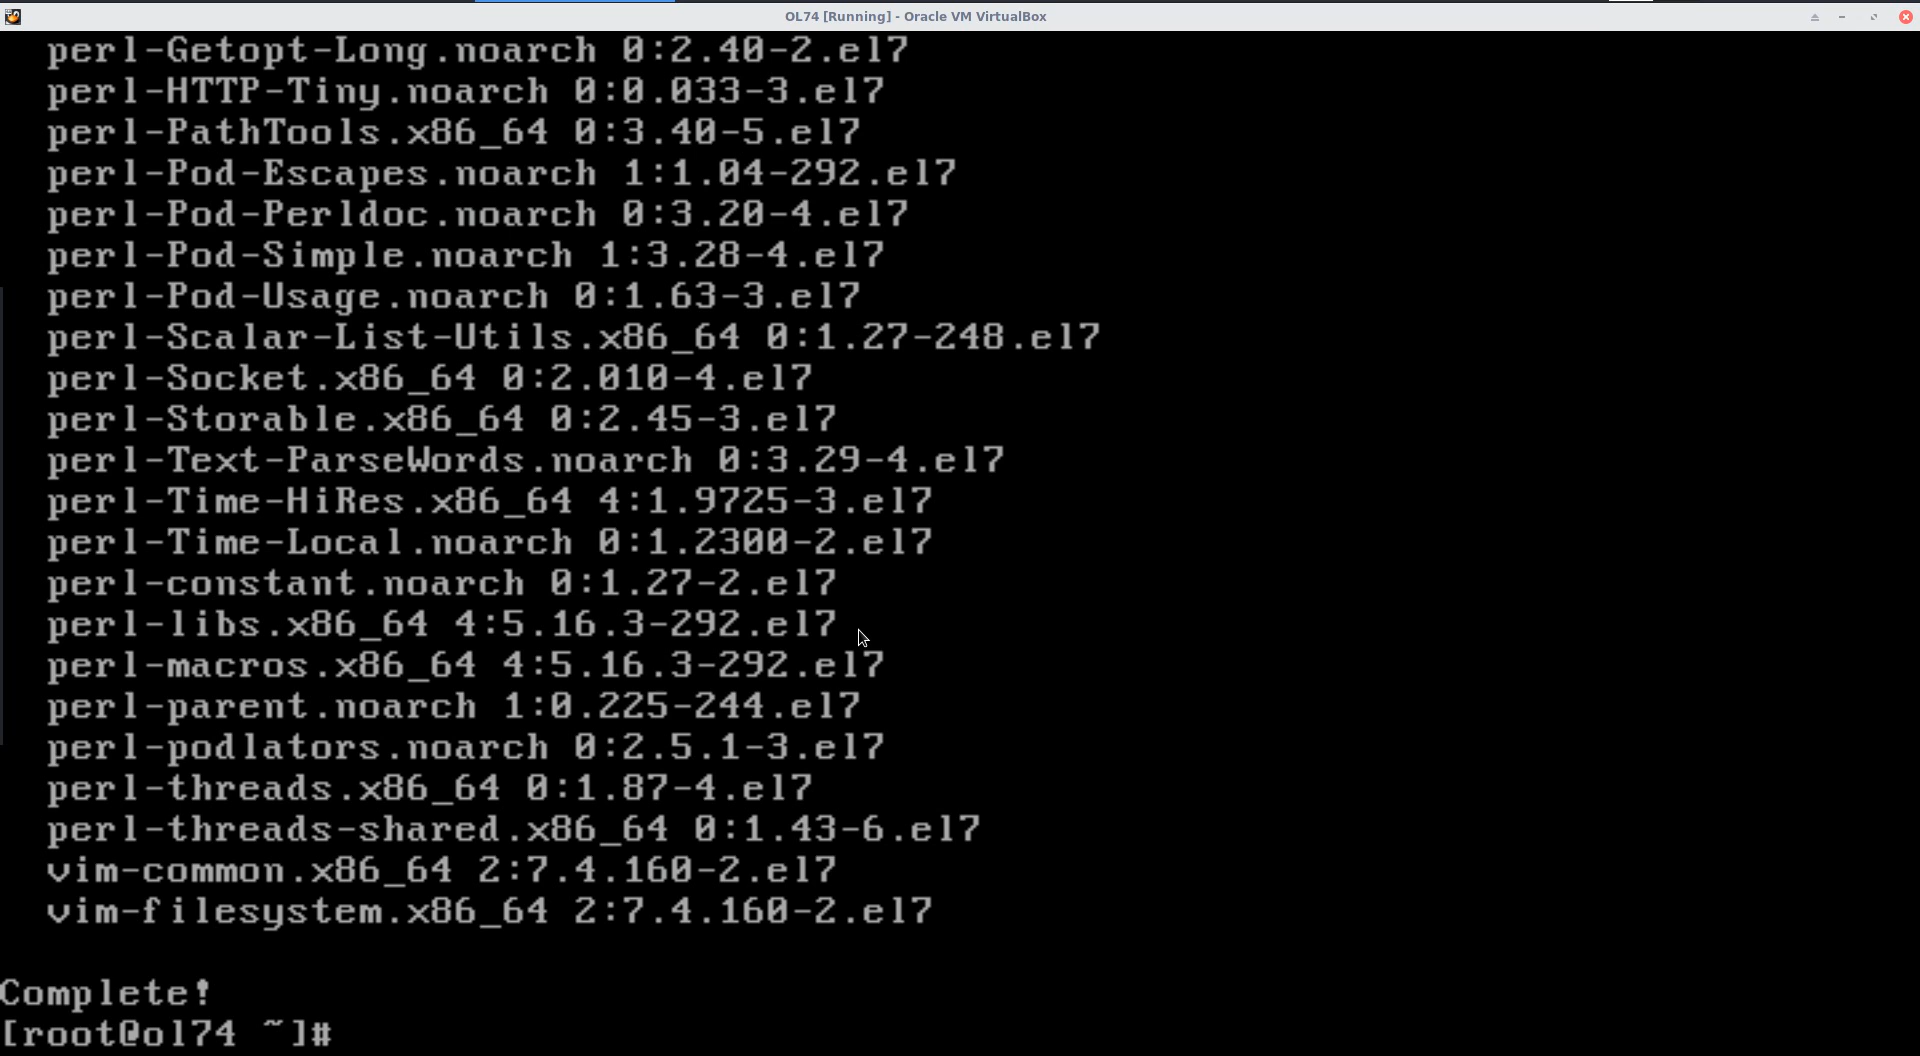 OL74 [Running] - Oracle VM VirtualBox
perl-Getopt-Long.noarch 0:2.40-2.el7
perl-HTTP-Tiny.noarch 0:0.033-3.el7
perl-PathTools.x86_64 0:3.40-5.el7
perl-Pod-Escapes.noarch 1:1.04-292.el7
perl-Pod-Perldoc.noarch 0:3.20-4.el7
perl-Pod-Simple.noarch 1:3.28-4.el7
perl-Pod-Usage.noarch 0:1.63-3.el7
perl-Scalar-List-Utils.x86_64 0:1.27-248.el7
perl-Socket.x86_64 0:2.010-4.el7
perl-Storable.x86_64 0:2.45-3.el7
perl-Text-ParseWords.noarch 0:3.29-4.el7
perl-Time-HiRes.x86_64 4:1.9725-3.el7
perl-Time-Local.noarch 0:1.2300-2.el7
perl-constant.noarch 0:1.27-2.el7
perl-libs.x86_64 4:5.16.3-292.el7
perl-macros.x86_64 4:5.16.3-292.el7
perl-parent.noarch 1:0.225-244.el7
perl-podlators.noarch 0:2.5.1-3.el7
perl-threads.x86_64 0:1.87-4.el7
perl-threads-shared.x86_64 0:1.43-6.el7
vim-common.x86_64 2:7.4.160-2.el7
vim-filesystem.x86_64 2:7.4.160-2.el7
Complete!
[root@ol74 ~]#